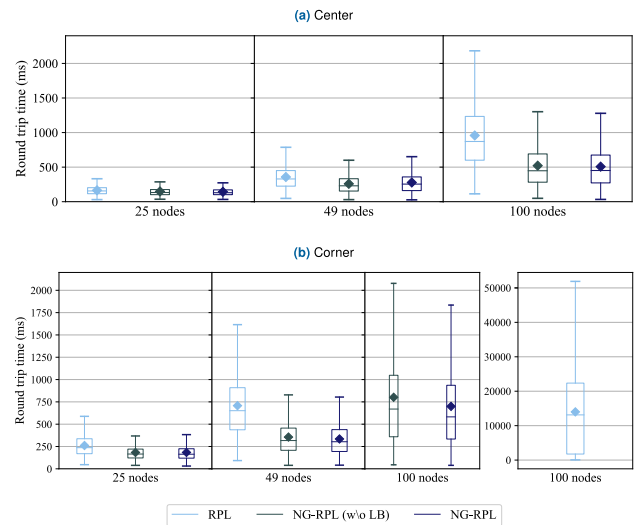 (a) Center
Round trip time (ms)
2000
1500
1000
500
0
25 nodes
49 nodes
100 nodes
(b) Corner
Round trip time (ms)
2000
1750
1500
1250
1000
750
500
250
0
25 nodes
49 nodes
100 nodes
50000
40000
30000
20000
10000
0
100 nodes
RPL
NG-RPL (w\o LB)
NG-RPL